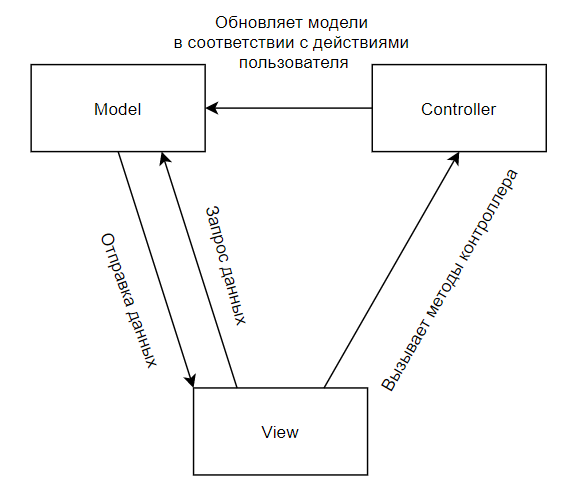 Обновляет модели
в соответствии с действиями
пользователя
Model
Controller
Отправка данных
Запрос данных
Вызывает методы контроллера
View